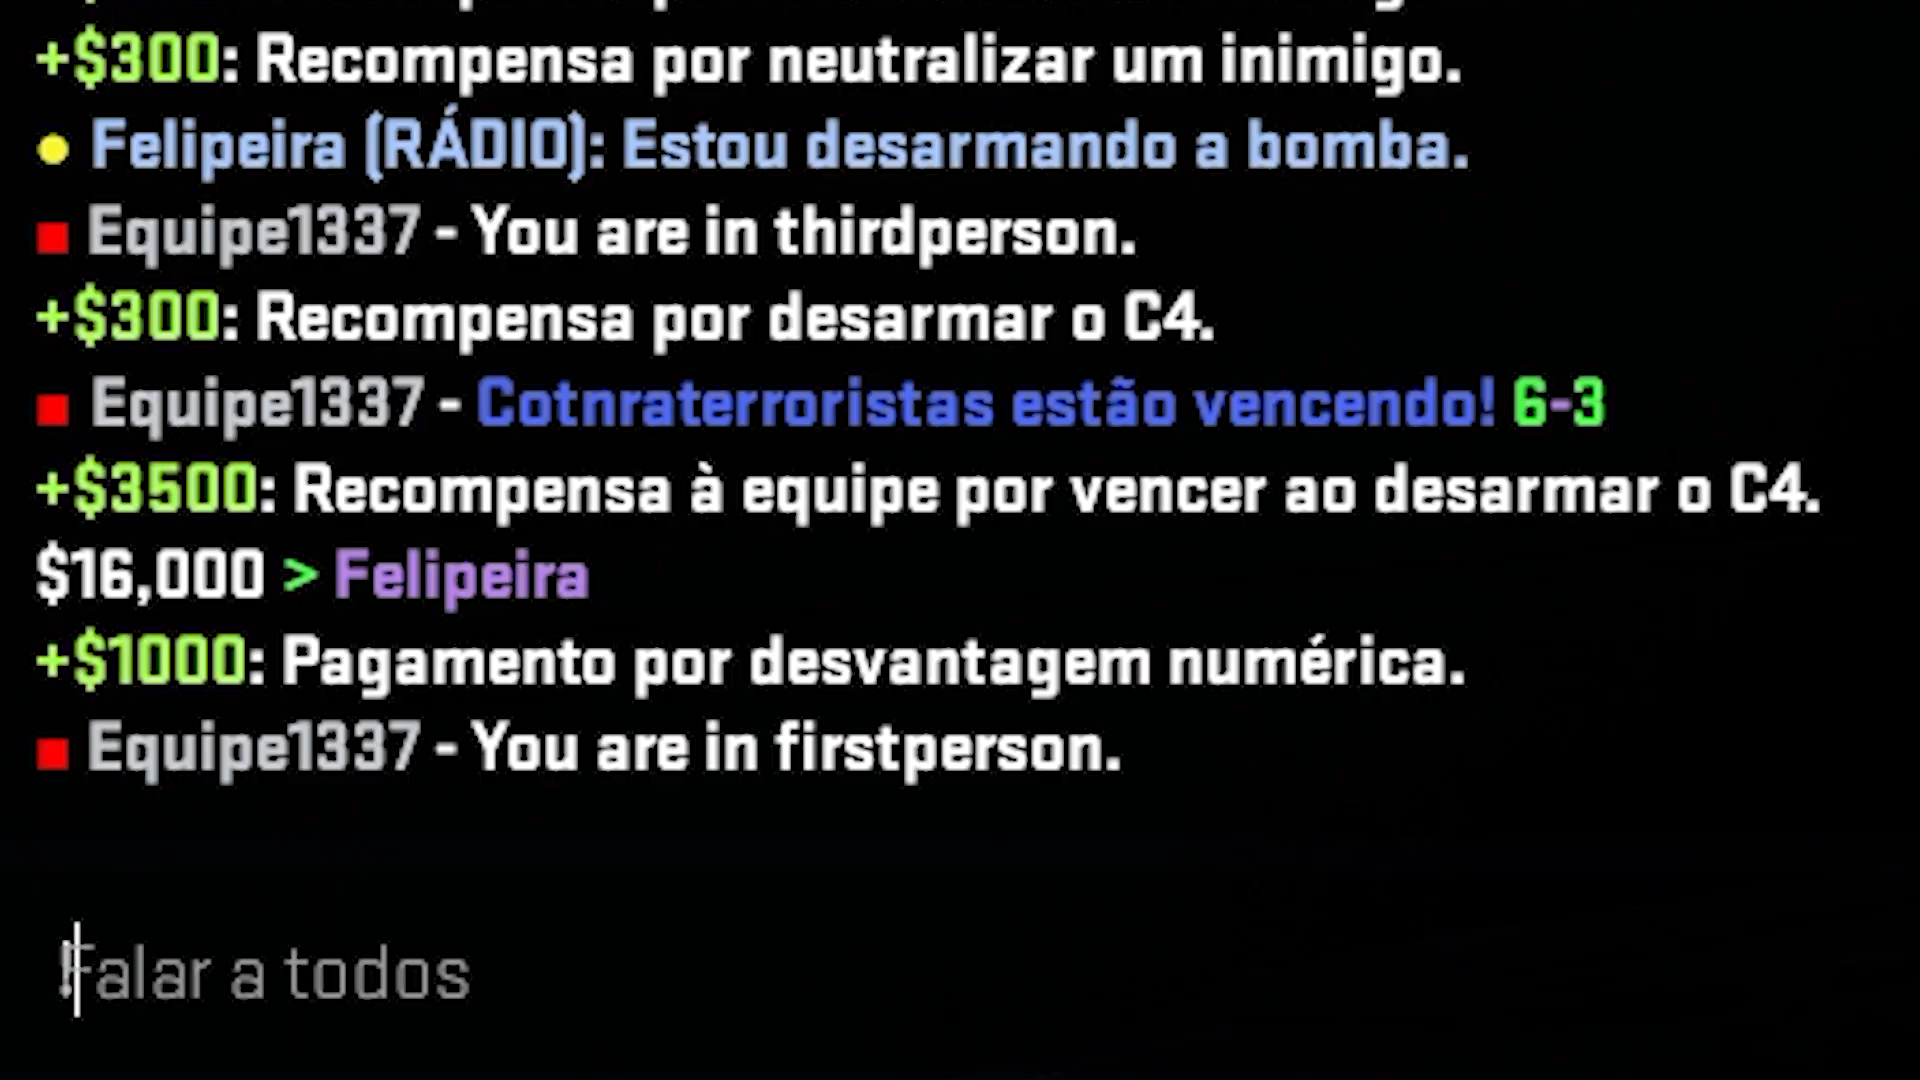 +$300: Recompensa por neutralizar um inimigo.
Felipeira (RÁDIO): Estou desarmando a bomba.
Equipe1337 - You are in thirdperson.
+$300: Recompensa por desarmar o C4.
Equipe1337 - Cotnraterroristas estão vencendo! 6-3
+$3500: Recompensa à equipe por vencer ao desarmar o C4.
$16,000 > Felipeira
+$1000: Pagamento por desvantagem numérica.
Equipe1337 - You are in firstperson.
!Falar a todos